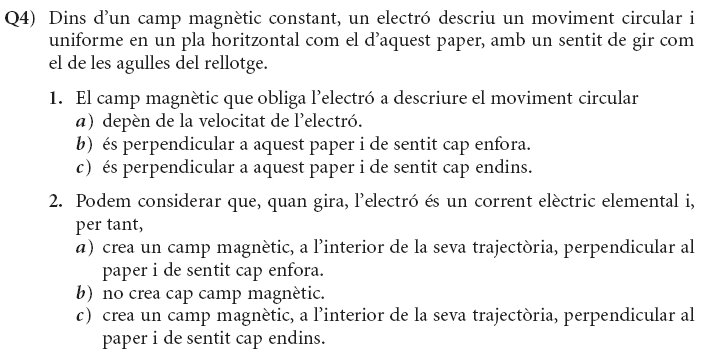 Q4) Dins d’un camp magnètic constant, un electró descriu un moviment circular i
uniforme en un pla horitzontal com el d’aquest paper, amb un sentit de gir com
el de les agulles del rellotge.
1. El camp magnètic que obliga l’electró a descriure el moviment circular
a) depèn de la velocitat de l’electró.
b) és perpendicular a aquest paper i de sentit cap enfora.
c) és perpendicular a aquest paper i de sentit cap endins.
2. Podem considerar que, quan gira, l’electró és un corrent elèctric elemental i,
per tant,
a) crea un camp magnètic, a l’interior de la seva trajectòria, perpendicular al
paper i de sentit cap enfora.
b) no crea cap camp magnètic.
c) crea un camp magnètic, a l’interior de la seva trajectòria, perpendicular al
paper i de sentit cap endins.